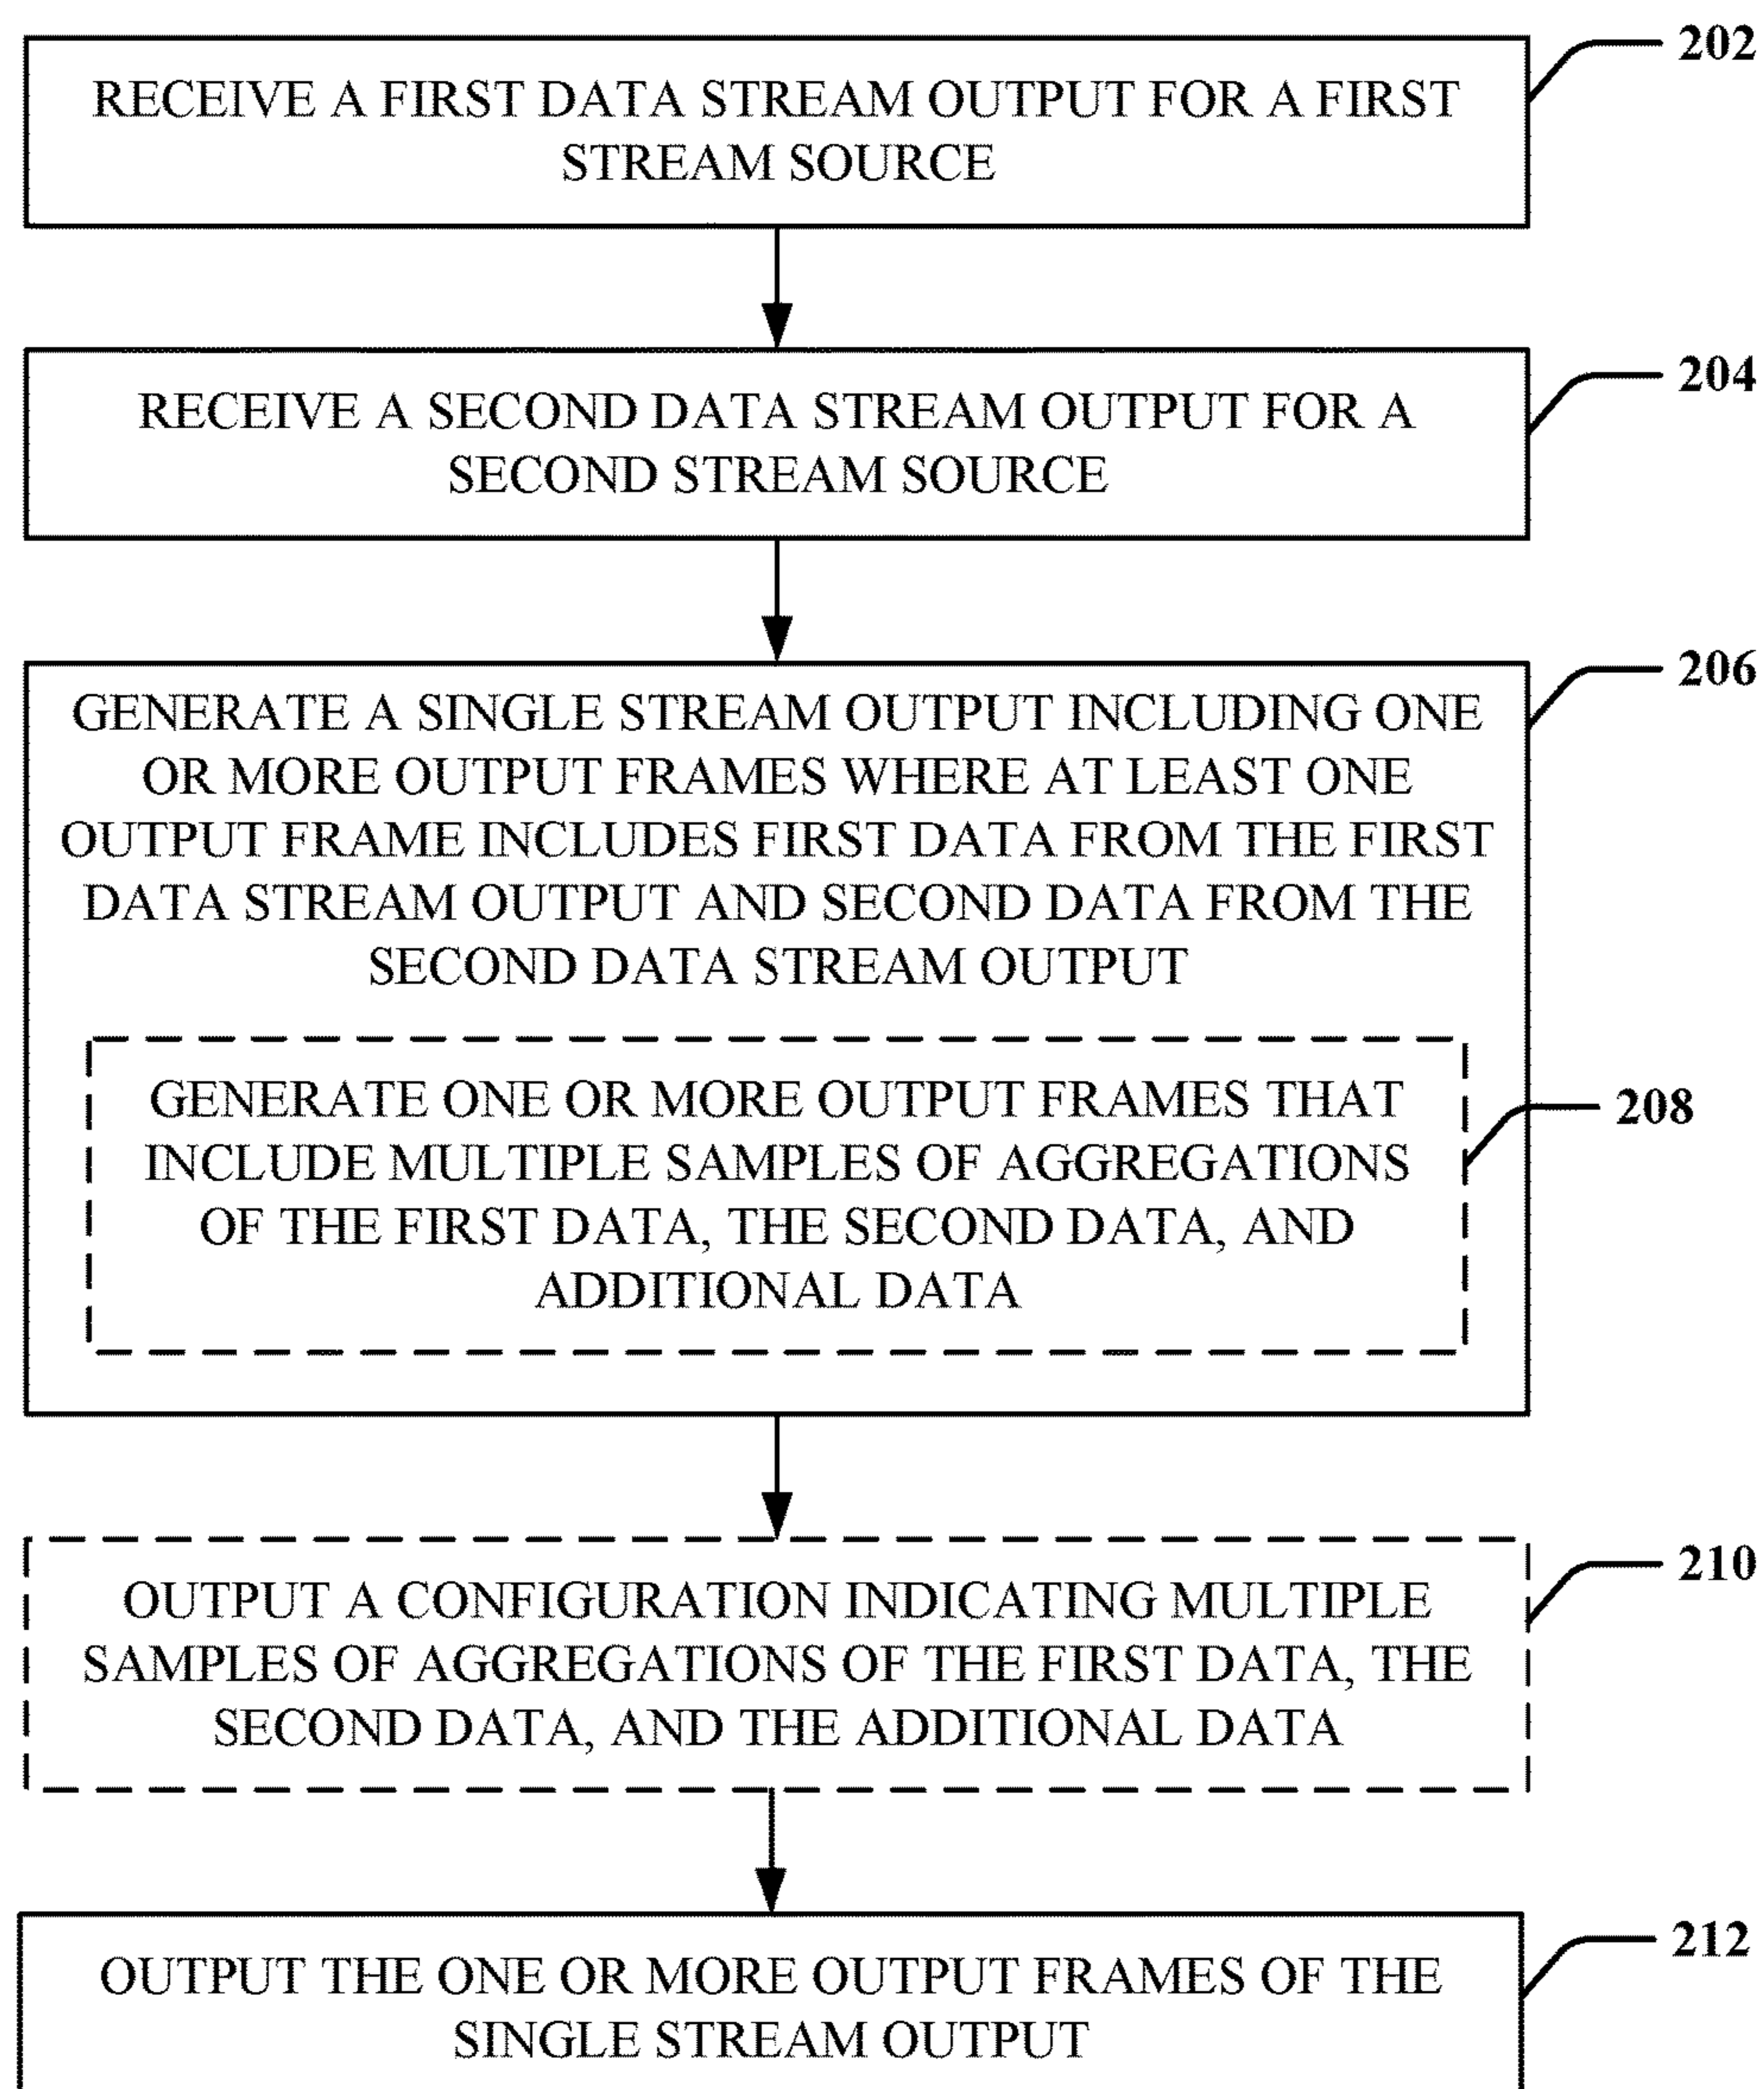 202
RECEIVE A FIRST DATA STREAM OUTPUT FOR A FIRST
STREAM SOURCE
204
RECEIVE A SECOND DATA STREAM OUTPUT FOR A
SECOND STREAM SOURCE
206
GENERATE A SINGLE STREAM OUTPUT INCLUDING ONE
OR MORE OUTPUT FRAMES WHERE AT LEAST ONE
OUTPUT FRAME INCLUDES FIRST DATA FROM THE FIRST
DATA STREAM OUTPUT AND SECOND DATA FROM THE
SECOND DATA STREAM OUTPUT
208
GENERATE ONE OR MORE OUTPUT FRAMES THAT
INCLUDE MULTIPLE SAMPLES OF AGGREGATIONS
OF THE FIRST DATA, THE SECOND DATA, AND
ADDITIONAL DATA
210
OUTPUT A CONFIGURATION INDICATING MULTIPLE
SAMPLES OF AGGREGATIONS OF THE FIRST DATA, THE
SECOND DATA, AND THE ADDITIONAL DATA
212
OUTPUT THE ONE OR MORE OUTPUT FRAMES OF THE
SINGLE STREAM OUTPUT